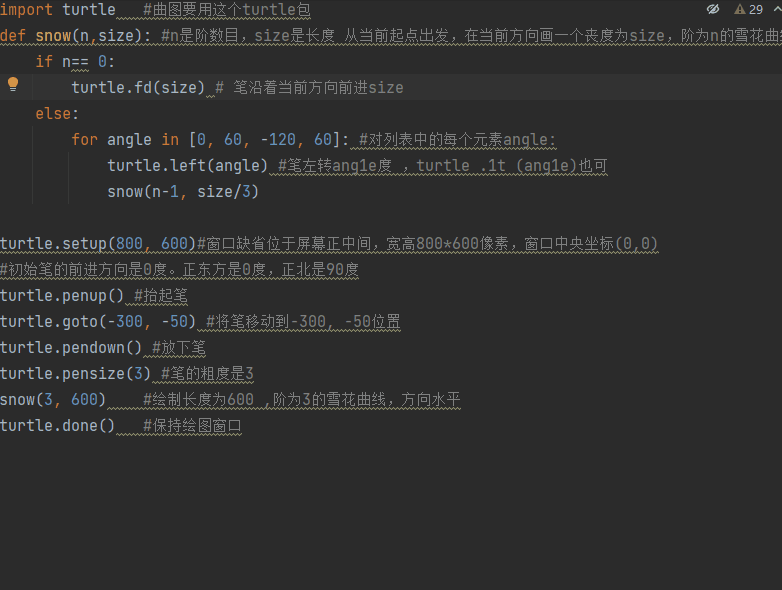 import turtle   #曲图要用这个turtle包
29
def snow(n,size): #n是阶数目，size是长度 从当前起点出发，在当前方向画一个丧度为size，阶为n的雪花曲
if n== 0:
turtle.fd(size) # 笔沿着当前方向前进size
else:
for angle in [0, 60, -120, 60]: #对列表中的每个元素angle:
turtle.left(angle) #笔左转ang1e度 ，turtle .1t (ang1e)也可
snow(n-1, size/3)
turtle.setup(800, 600)#窗口缺省位于屏幕正中间，宽高800*600像素，窗口中央坐标(0,0)
#初始笔的前进方向是0度。正东方是0度，正北是90度
turtle.penup() #抬起笔
turtle.goto(-300, -50) #将笔移动到-300, -50位置
turtle.pendown() #放下笔
turtle.pensize(3) #笔的粗度是3
snow(3, 600)    #绘制长度为600 ,阶为3的雪花曲线，方向水平
turtle.done()   #保持绘图窗口